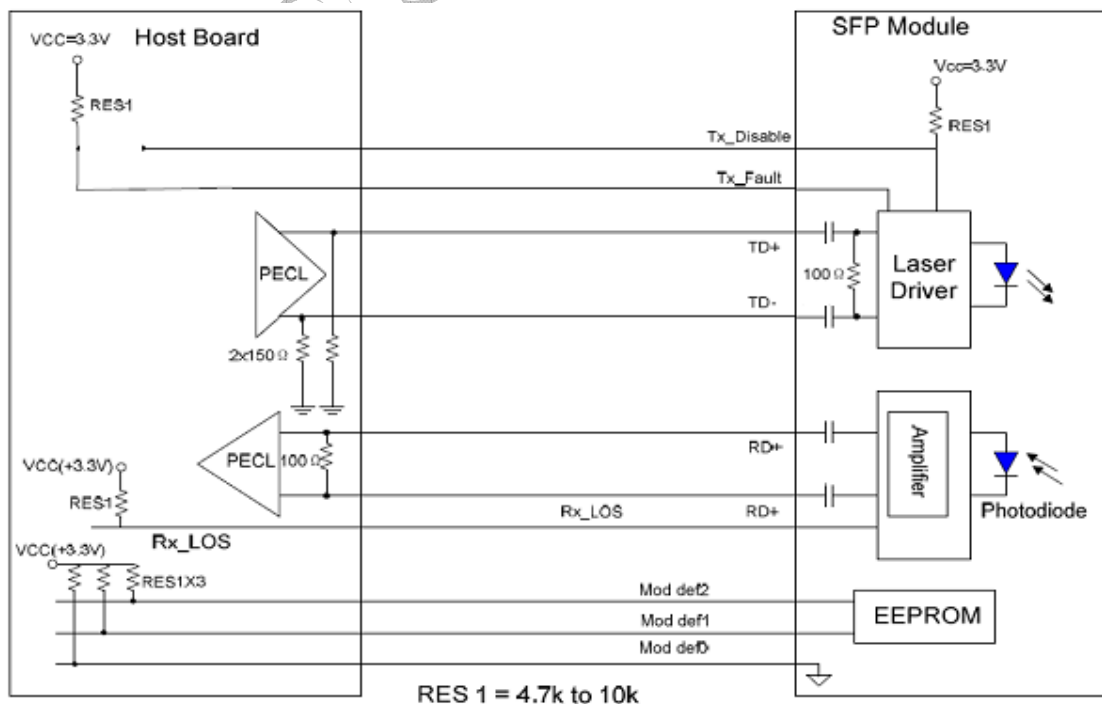 Host Board
SFP Module
VCC=3.3V
Vcc=3.3V
RES1
RES1
Tx_Disable
Tx_Fault
PECL
TD+
TD-
2x150 Ω
100 Ω
Laser
Driver
PECL
100 Ω
RD+
RD+
Amplifier
Photodiode
VCC(+3.3V)
RES1
Rx_LOS
Rx_LOS
VCC(+3.3V)
RES1X3
Mod def2
Mod def1
Mod def0
EEPROM
RES 1 = 4.7k to 10k